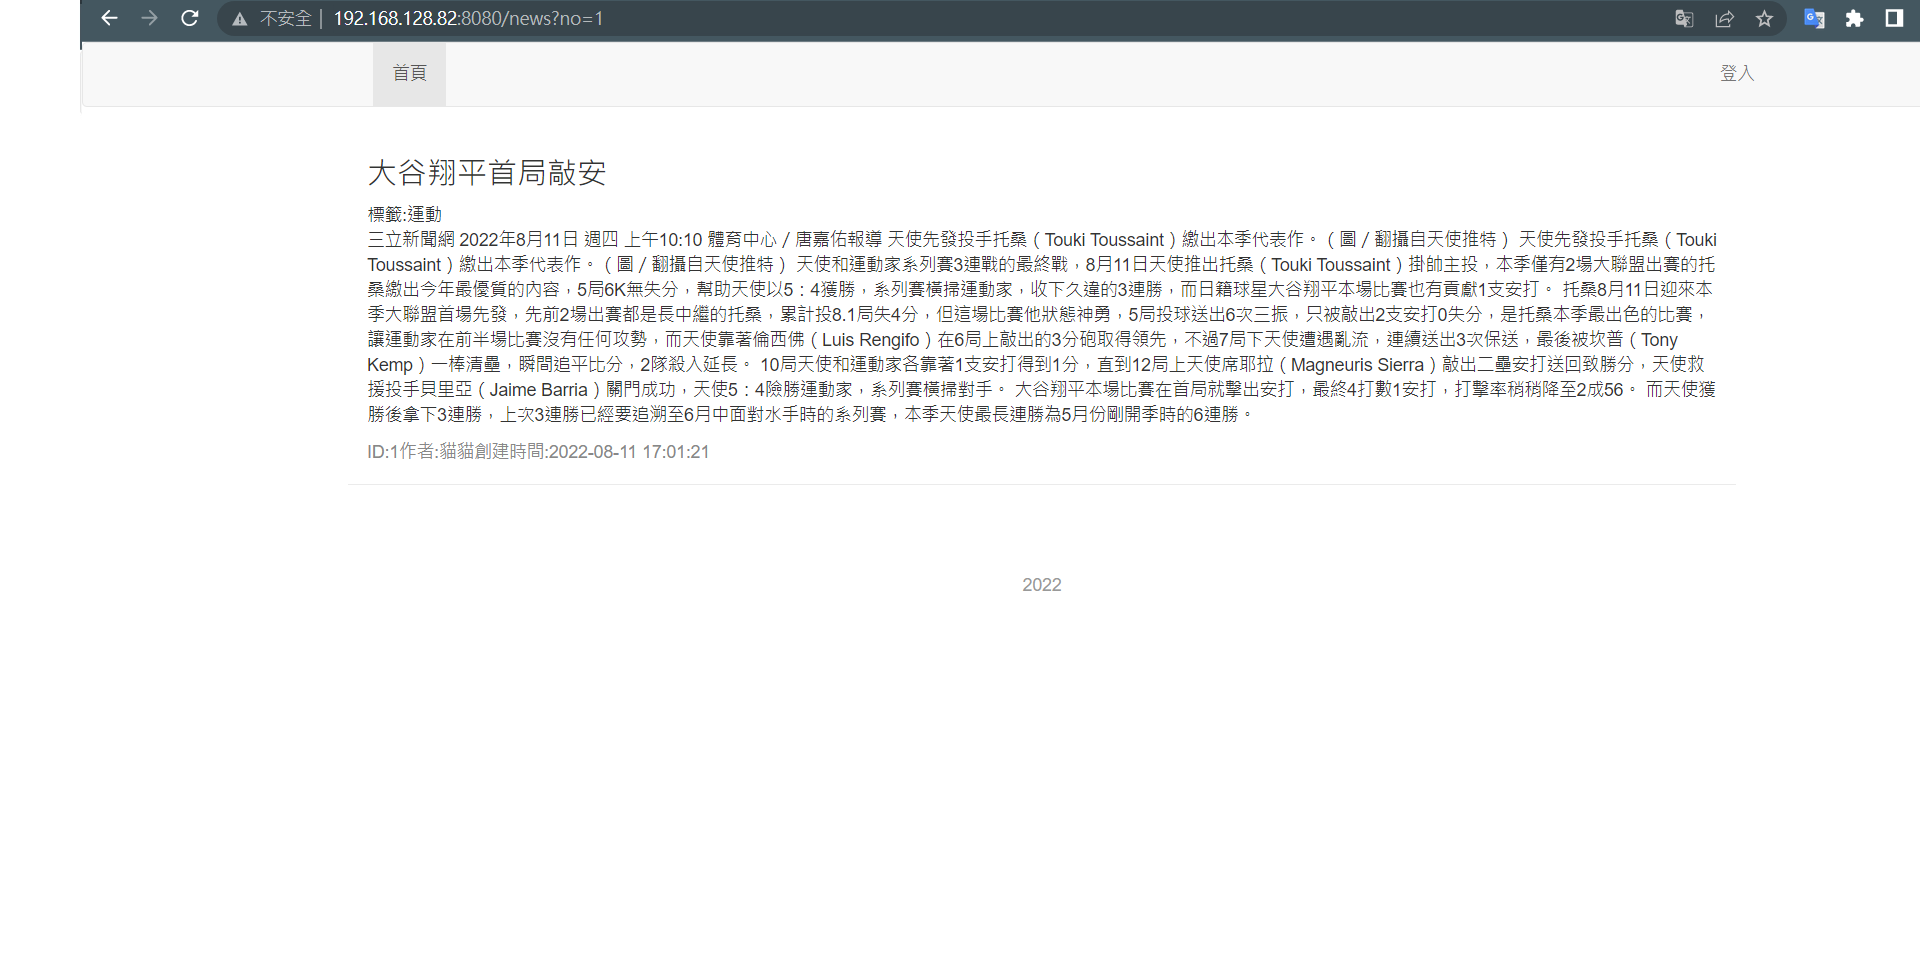 不安全 | 192.168.128.82:8080/news?no=1
首頁
登入
大谷翔平首局敲安
標籤:運動
三立新聞網 2022年8月11日 週四 上午10:10 體育中心／唐嘉佑報導 天使先發投手托桑（Touki Toussaint）繳出本季代表作。（圖／翻攝自天使推特） 天使先發投手托桑（Touki
Toussaint）繳出本季代表作。（圖／翻攝自天使推特） 天使和運動家系列賽3連戰的最終戰，8月11日天使推出托桑（Touki Toussaint）掛帥主投，本季僅有2場大聯盟出賽的托
桑繳出今年最優質的內容，5局6K無失分，幫助天使以5：4獲勝，系列賽橫掃運動家，收下久違的3連勝，而日籍球星大谷翔平本場比賽也有貢獻1支安打。 托桑8月11日迎來本
季大聯盟首場先發，先前2場出賽都是長中繼的托桑，累計投8.1局失4分，但這場比賽他狀態神勇，5局投球送出6次三振，只被敲出2支安打0失分，是托桑本季最出色的比賽，
讓運動家在前半場比賽沒有任何攻勢，而天使靠著倫西佛（Luis Rengifo）在6局上敲出的3分砲取得領先，不過7局下天使遭遇亂流，連續送出3次保送，最後被坎普（Tony
Kemp）一棒清壘，瞬間追平比分，2隊殺入延長。 10局天使和運動家各靠著1支安打得到1分，直到12局上天使席耶拉（Magneuris Sierra）敲出二壘安打送回致勝分，天使救
援投手貝里亞（Jaime Barria）關門成功，天使5：4險勝運動家，系列賽橫掃對手。 大谷翔平本場比賽在首局就擊出安打，最終4打數1安打，打擊率稍稍降至2成56。 而天使獲
勝後拿下3連勝，上次3連勝已經要追溯至6月中面對水手時的系列賽，本季天使最長連勝為5月份剛開季時的6連勝。
ID:1作者:貓貓創建時間:2022-08-11 17:01:21
2022